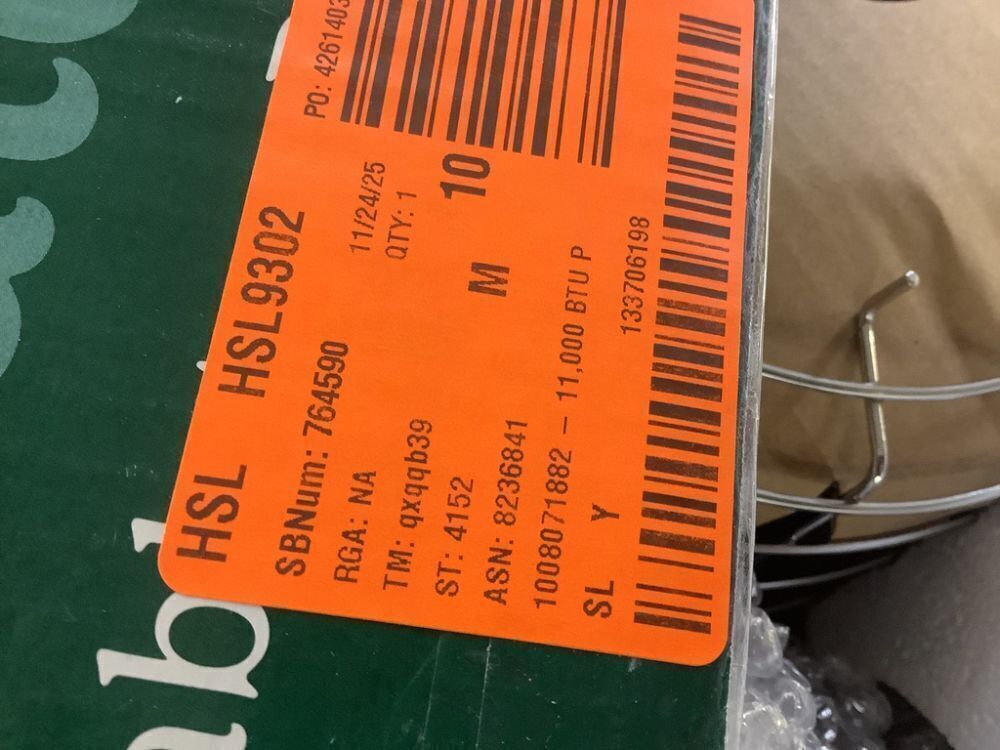 PO: 4261403
HSL HSL9302
11/24/25
SBNum: 764590
QTY: 1
RGA: NA
M 10
TM: qxqqb39
ST: 4152
ASN: 8236841
1008071882 – 11,000 BTU P
SL Y
133706198
ab